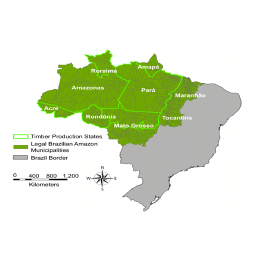 Roraima
Amapá
Amazonas
Pará
Maranhão
Acre
Rondônia
Tocantins
Mato Grosso
Timber Production States
Legal Brazilian Amazon
Municipalities
Brazil Border
0 400 800 1,200
Kilometers
N
W E
S